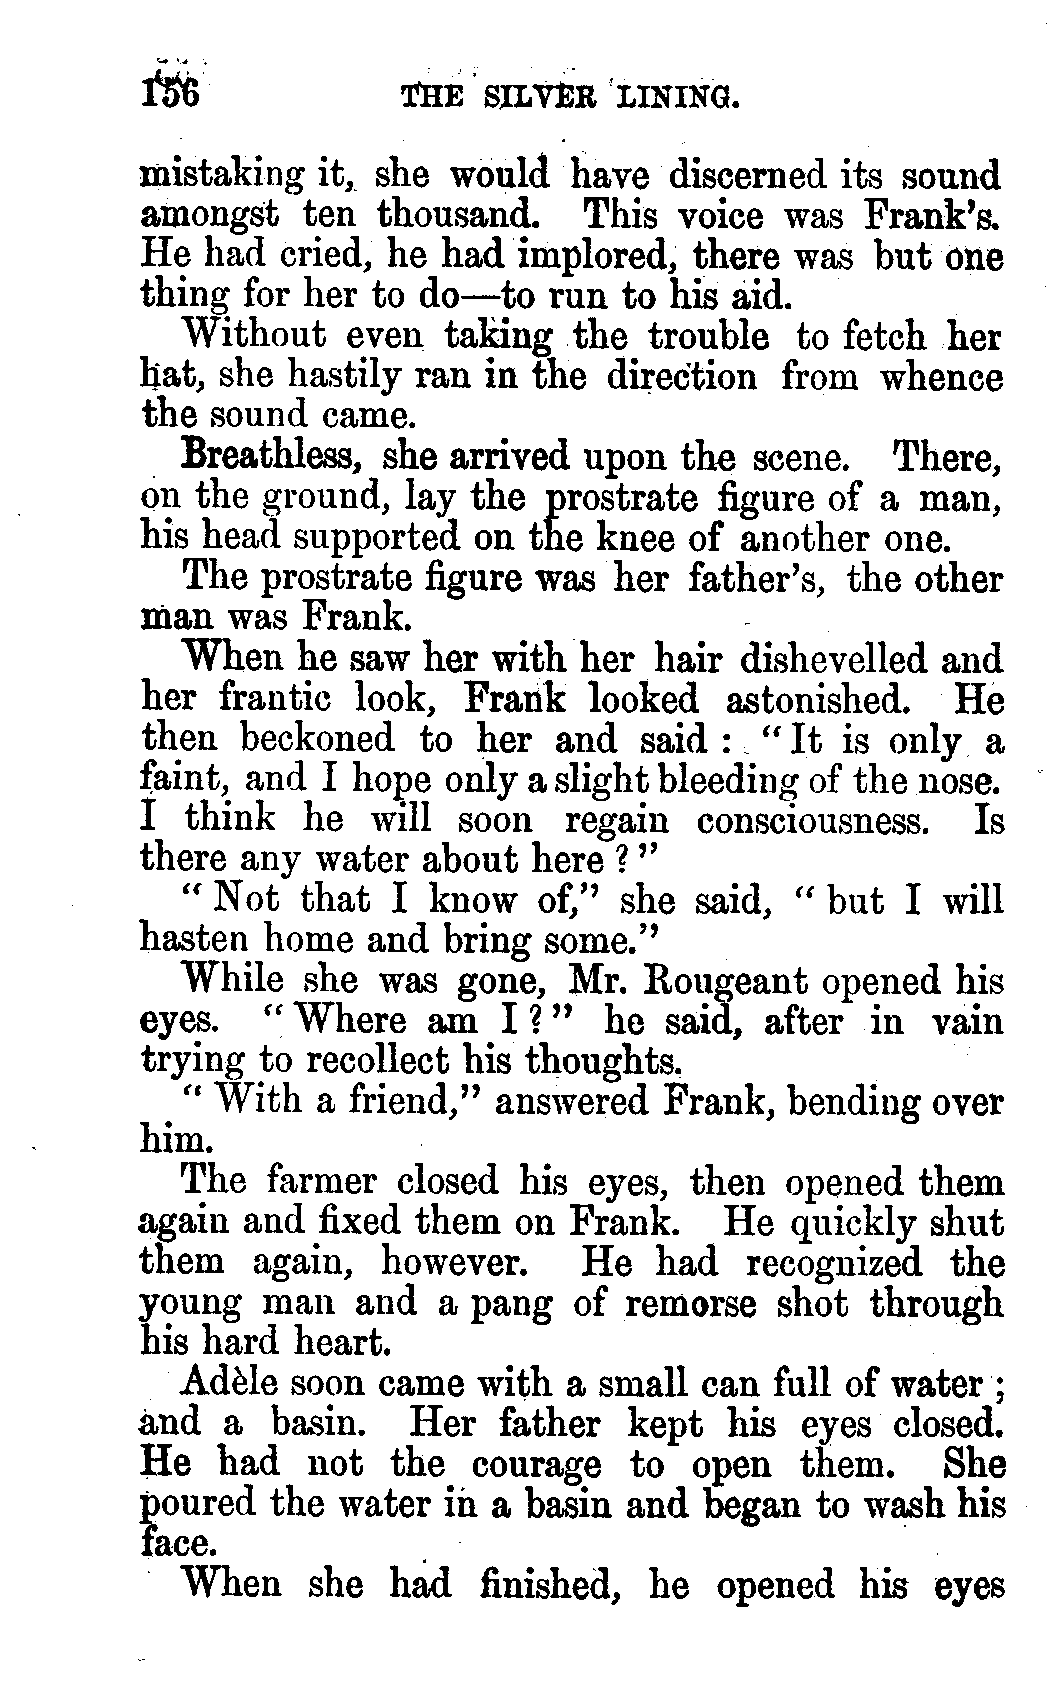 156 THE SILVER LINING.
mistaking it, she would have discerned its sound
amongst ten thousand. This voice was Frank's.
He had cried, he had implored, there was but one
thing for her to do—to run to his aid.
Without even taking the trouble to fetch her
hat, she hastily ran in the direction from whence
the sound came.
Breathless, she arrived upon the scene. There,
on the ground, lay the prostrate figure of a man,
his head supported on the knee of another one.
The prostrate figure was her father's, the other
man was Frank.
When he saw her with her hair dishevelled and
her frantic look, Frank looked astonished. He
then beckoned to her and said : "It is only a
faint, and I hope only a slight bleeding of the nose.
I think he will soon regain consciousness. Is
there any water about here ?"
"Not that I know of," she said, "but I will
hasten home and bring some."
While she was gone, Mr. Rougeant opened his
eyes. "Where am I ?" he said, after in vain
trying to recollect his thoughts.
"With a friend," answered Frank, bending over
him.
The farmer closed his eyes, then opened them
again and fixed them on Frank. He quickly shut
them again, however. He had recognized the
young man and a pang of remorse shot through
his hard heart.
Adèle soon came with a small can full of water ;
and a basin. Her father kept his eyes closed.
He had not the courage to open them. She
poured the water in a basin and began to wash his
face.
When she had finished, he opened his eyes